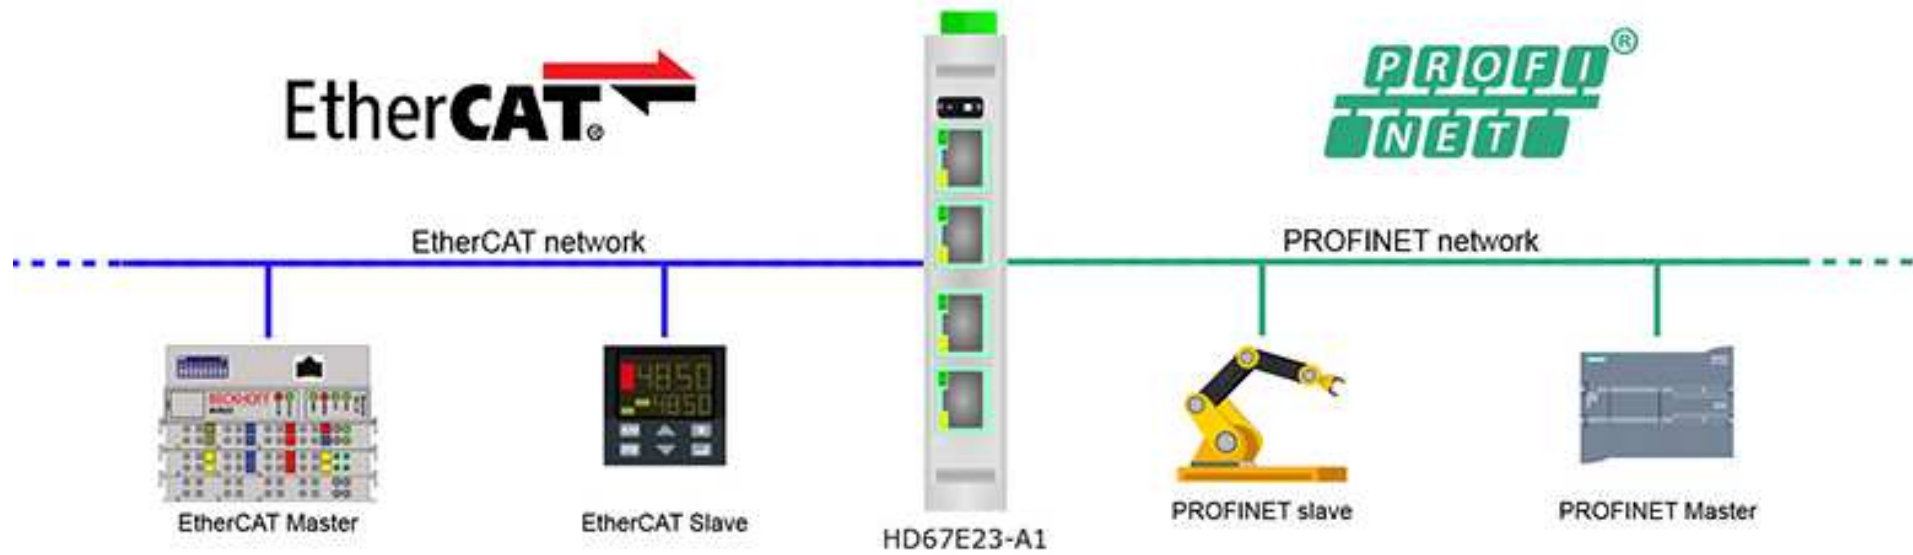 EtherCAT®
PROFI®
NET
EtherCAT network
PROFINET network
BECKHOFF
4850
4850
EtherCAT Master
EtherCAT Slave
HD67E23-A1
PROFINET slave
PROFINET Master